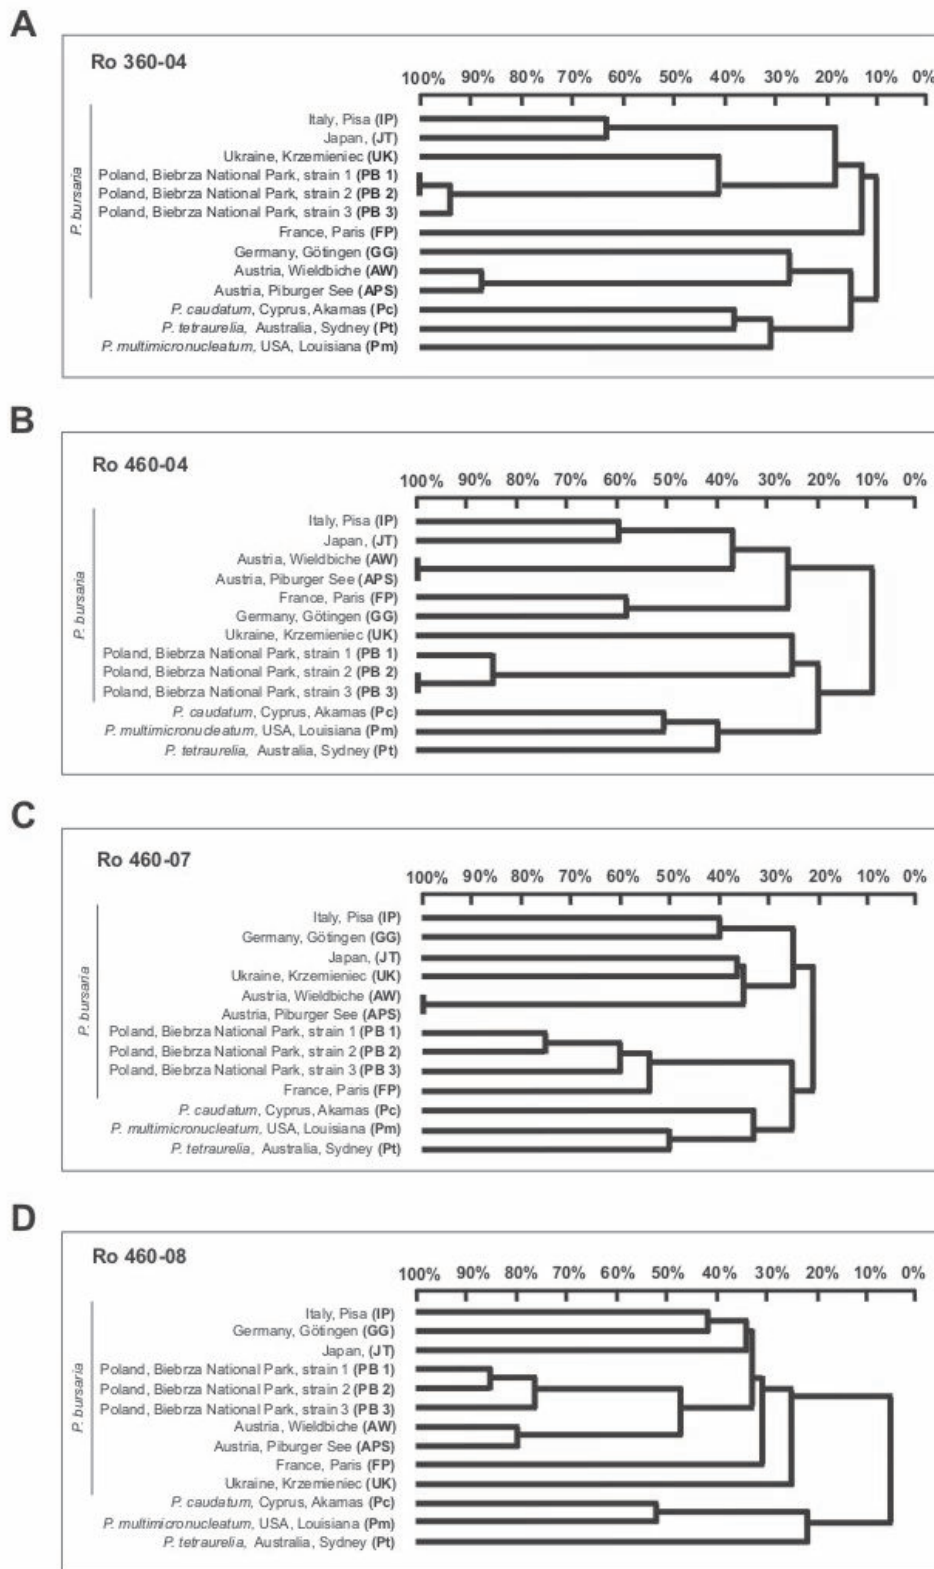 A
Ro 360-04
100% 90% 80% 70% 60% 50% 40% 30% 20% 10% 0%
P. bursaria
Italy, Pisa (IP)
Japan, (JT)
Ukraine, Krzemieniec (UK)
Poland, Biebrza National Park, strain 1 (PB 1)
Poland, Biebrza National Park, strain 2 (PB 2)
Poland, Biebrza National Park, strain 3 (PB 3)
France, Paris (FP)
Germany, Götingen (GG)
Austria, Wieldbiche (AW)
Austria, Piburger See (APS)
P. caudatum, Cyprus, Akamas (Pc)
P. tetraurelia, Australia, Sydney (Pt)
P. multimicronucleatum, USA, Louisiana (Pm)
B
Ro 460-04
100% 90% 80% 70% 60% 50% 40% 30% 20% 10% 0%
P. bursaria
Italy, Pisa (IP)
Japan, (JT)
Austria, Wieldbiche (AW)
Austria, Piburger See (APS)
France, Paris (FP)
Germany, Götingen (GG)
Ukraine, Krzemieniec (UK)
Poland, Biebrza National Park, strain 1 (PB 1)
Poland, Biebrza National Park, strain 2 (PB 2)
Poland, Biebrza National Park, strain 3 (PB 3)
P. caudatum, Cyprus, Akamas (Pc)
P. multimicronucleatum, USA, Louisiana (Pm)
P. tetraurelia, Australia, Sydney (Pt)
C
Ro 460-07
100% 90% 80% 70% 60% 50% 40% 30% 20% 10% 0%
P. bursaria
Italy, Pisa (IP)
Germany, Götingen (GG)
Japan, (JT)
Ukraine, Krzemieniec (UK)
Austria, Wieldbiche (AW)
Austria, Piburger See (APS)
Poland, Biebrza National Park, strain 1 (PB 1)
Poland, Biebrza National Park, strain 2 (PB 2)
Poland, Biebrza National Park, strain 3 (PB 3)
France, Paris (FP)
P. caudatum, Cyprus, Akamas (Pc)
P. multimicronucleatum, USA, Louisiana (Pm)
P. tetraurelia, Australia, Sydney (Pt)
D
Ro 460-08
100% 90% 80% 70% 60% 50% 40% 30% 20% 10% 0%
P. bursaria
Italy, Pisa (IP)
Germany, Götingen (GG)
Japan, (JT)
Poland, Biebrza National Park, strain 1 (PB 1)
Poland, Biebrza National Park, strain 2 (PB 2)
Poland, Biebrza National Park, strain 3 (PB 3)
Austria, Wieldbiche (AW)
Austria, Piburger See (APS)
France, Paris (FP)
Ukraine, Krzemieniec (UK)
P. caudatum, Cyprus, Akamas (Pc)
P. multimicronucleatum, USA, Louisiana (Pm)
P. tetraurelia, Australia, Sydney (Pt)